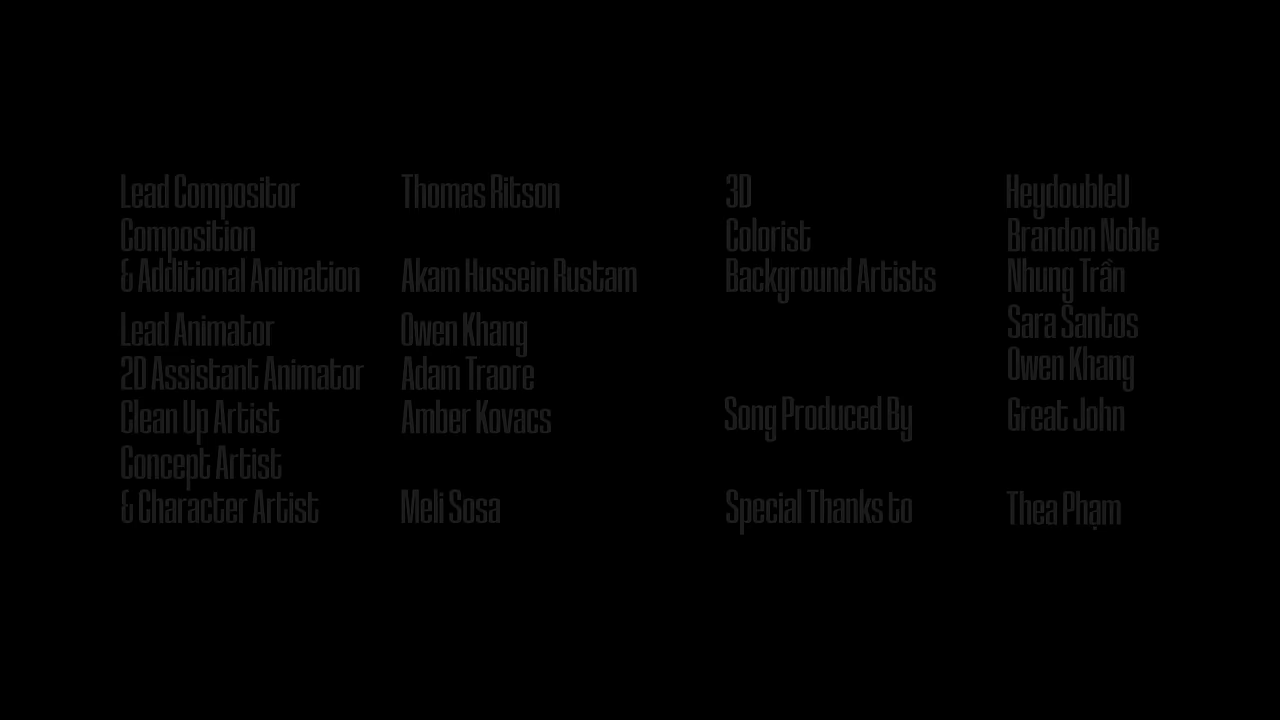 Lead Compositor Thomas Ritson
Composition
& Additional Animation Akam Hussein Rustam
Lead Animator Owen Khang
2D Assistant Animator Adam Traore
Clean Up Artist Amber Kovacs
Concept Artist
& Character Artist Meli Sosa
3D HeydoubleU
Colorist Brandon Noble
Background Artists Nhung Trần
Sara Santos
Owen Khang
Song Produced By Great John
Special Thanks to Thea Phạm